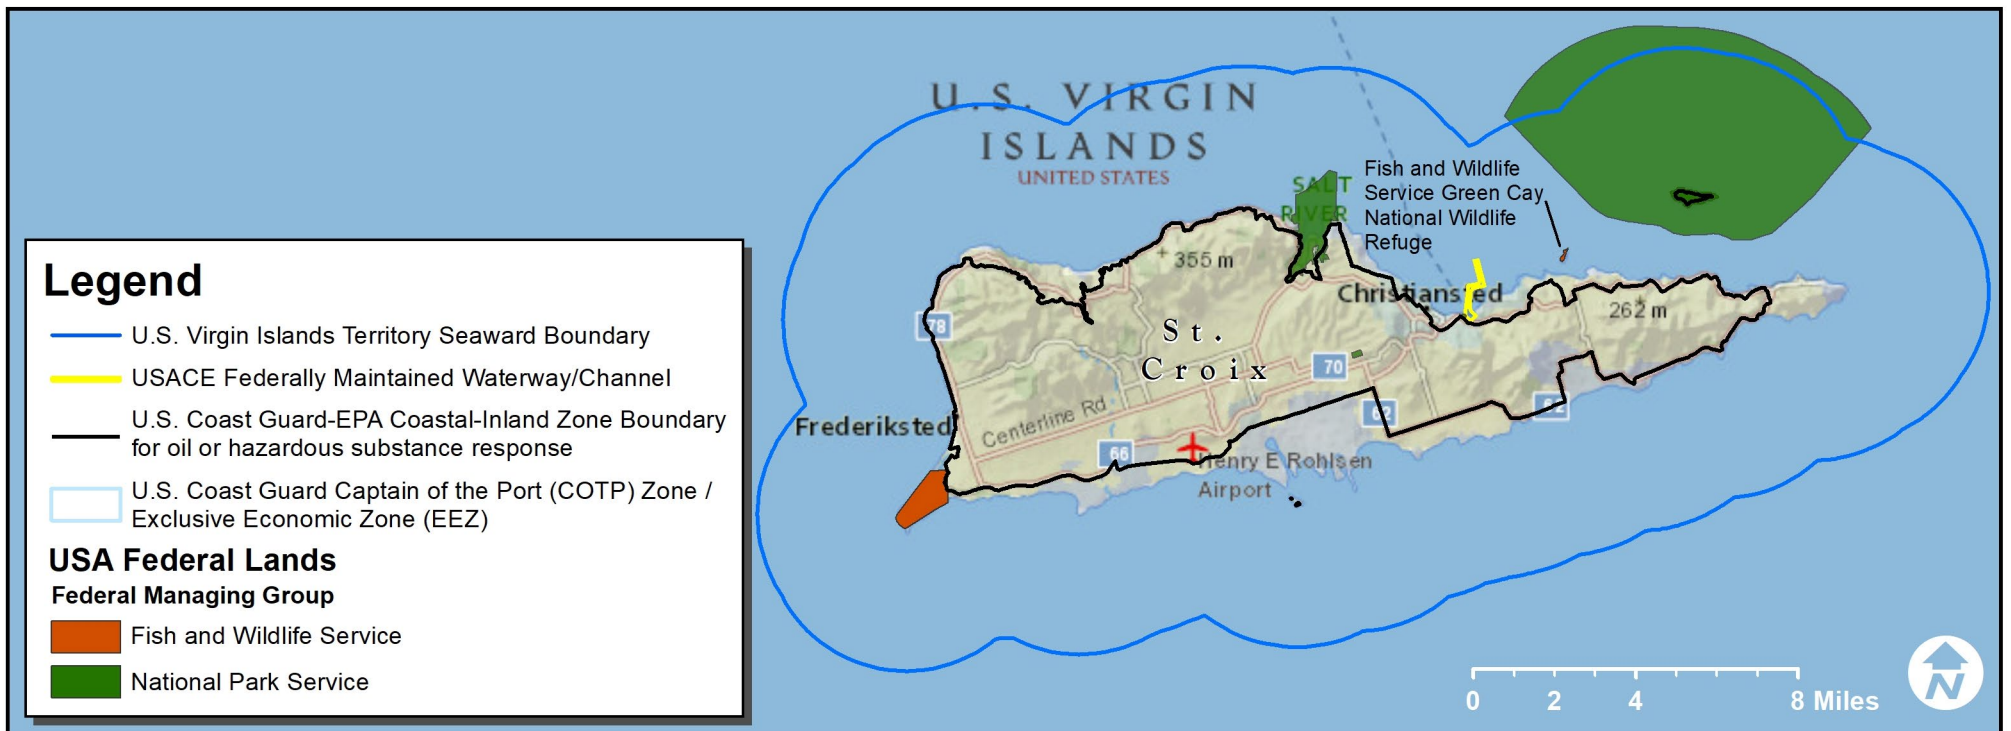 U.S. VIRGIN
ISLANDS
UNITED STATES
SALT
RIVER
Fish and Wildlife
Service Green Cay
National Wildlife
Refuge
355 m
Christiansted
262 m
78
St.
Croix
70
62
62
Frederiksted
Centerline Rd
66
Henry E Rohlsen
Airport
Legend
U.S. Virgin Islands Territory Seaward Boundary
USACE Federally Maintained Waterway/Channel
U.S. Coast Guard-EPA Coastal-Inland Zone Boundary
for oil or hazardous substance response
U.S. Coast Guard Captain of the Port (COTP) Zone /
Exclusive Economic Zone (EEZ)
USA Federal Lands
Federal Managing Group
Fish and Wildlife Service
National Park Service
0 2 4 8 Miles
N